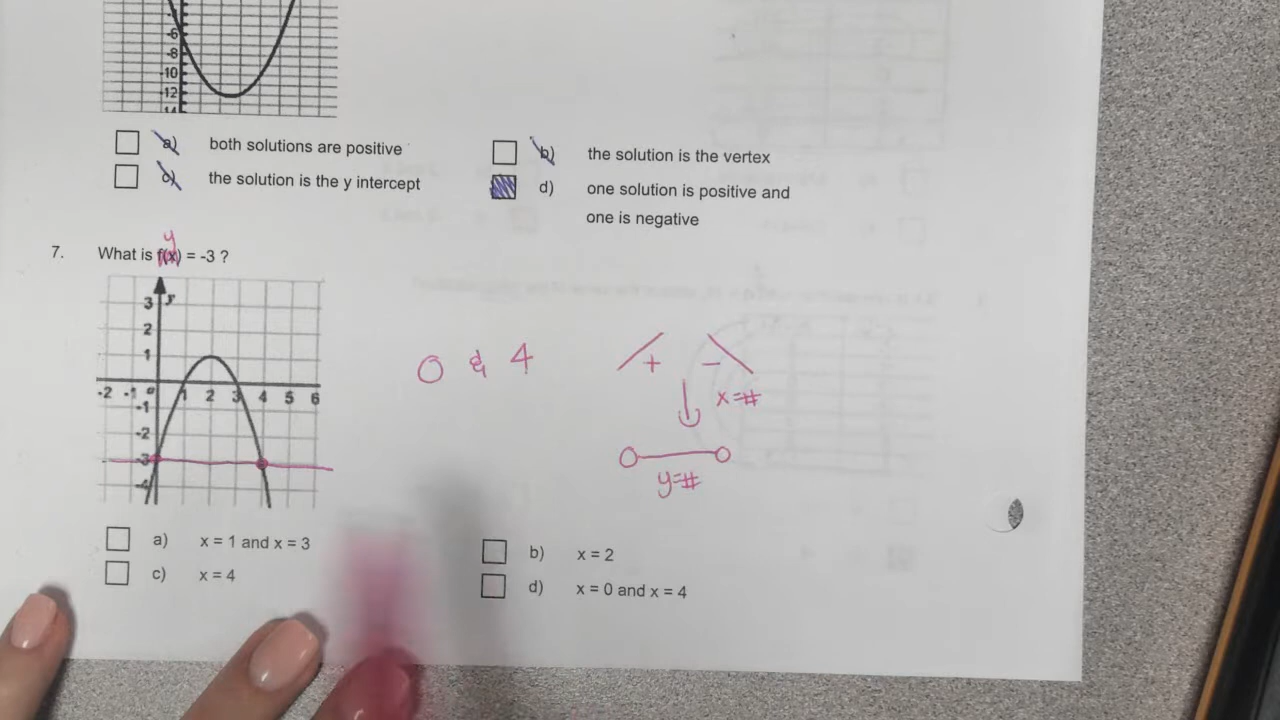 -6
-8
-10
-12
14
a) both solutions are positive
b) the solution is the vertex
c) the solution is the y intercept
d) one solution is positive and
one is negative
y
7. What is f(x) = -3 ?
3 y
2
1
-2 -1 0 1 2 3 4 5 6
-1
-2
-3
-4
0 & 4
+ −
x=#
y=#
a) x = 1 and x = 3
b) x = 2
c) x = 4
d) x = 0 and x = 4